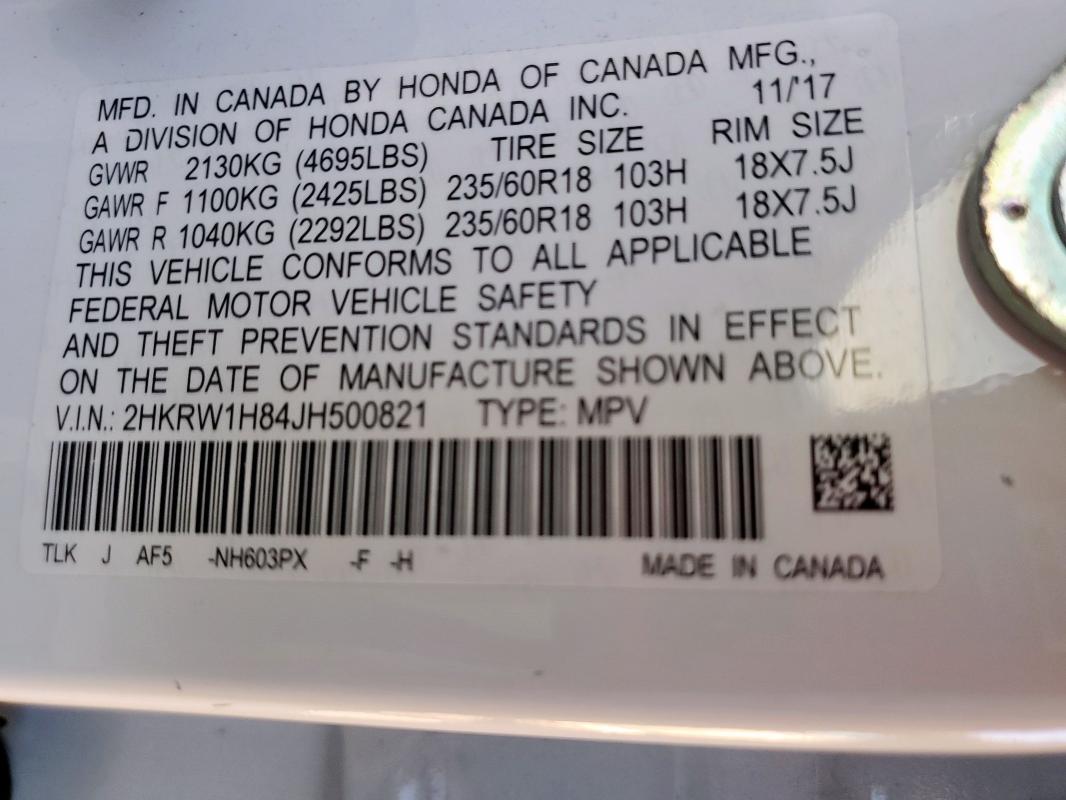 MFD. IN CANADA BY HONDA OF CANADA MFG.,
A DIVISION OF HONDA CANADA INC. 11/'17
GVWR 2130KG (4695LBS) TIRE SIZE RIM SIZE
GAWR F 1100KG (2425LBS) 235/60R18 103H 18X7.5J
GAWR R 1040KG (2292LBS) 235/60R18 103H 18X7.5J
THIS VEHICLE CONFORMS TO ALL APPLICABLE
FEDERAL MOTOR VEHICLE SAFETY
AND THEFT PREVENTION STANDARDS IN EFFECT
ON THE DATE OF MANUFACTURE SHOWN ABOVE.
V.I.N.: 2HKRW1H84JH500821 TYPE: MPV
TLK J AF5 -NH603PX -F -H MADE IN CANADA